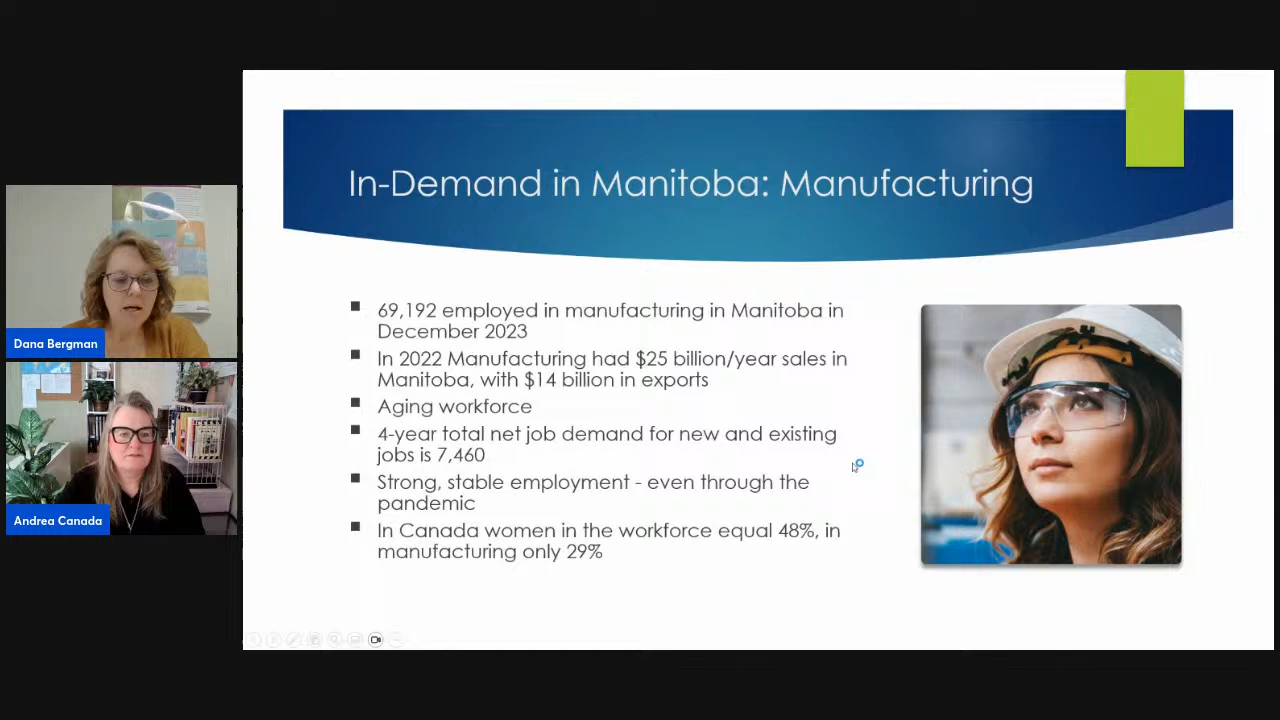 In-Demand in Manitoba: Manufacturing
69,192 employed in manufacturing in Manitoba in
December 2023
In 2022 Manufacturing had $25 billion/year sales in
Manitoba, with $14 billion in exports
Aging workforce
4-year total net job demand for new and existing
jobs is 7,460
Strong, stable employment - even through the
pandemic
In Canada women in the workforce equal 48%, in
manufacturing only 29%
Dana Bergman
Andrea Canada